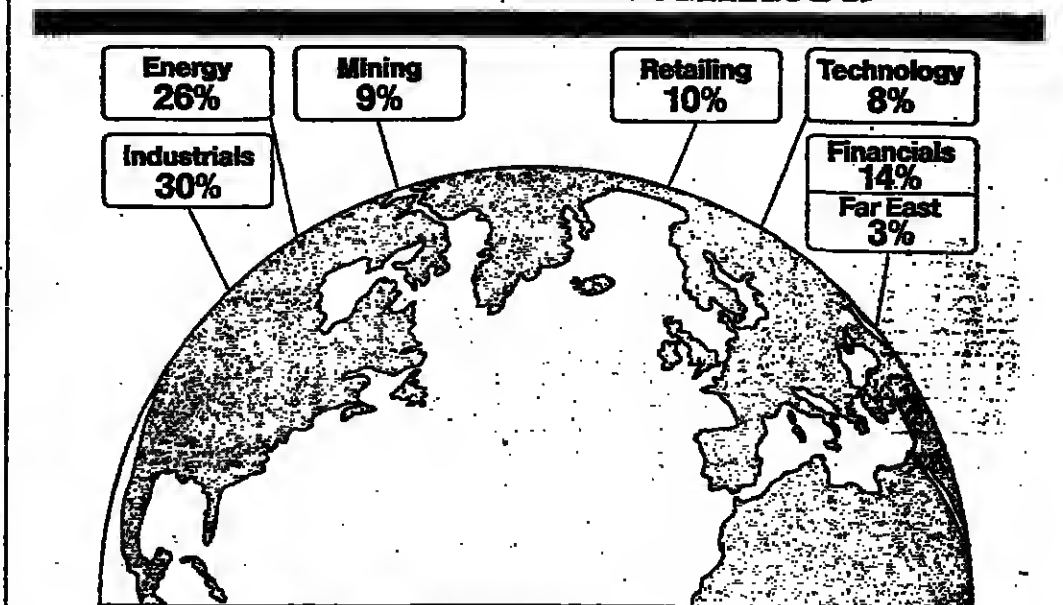 Energy
26%
Mining
9%
Retailing
10%
Technology
8%
Industrials
30%
Financials
14%
Far East
3%